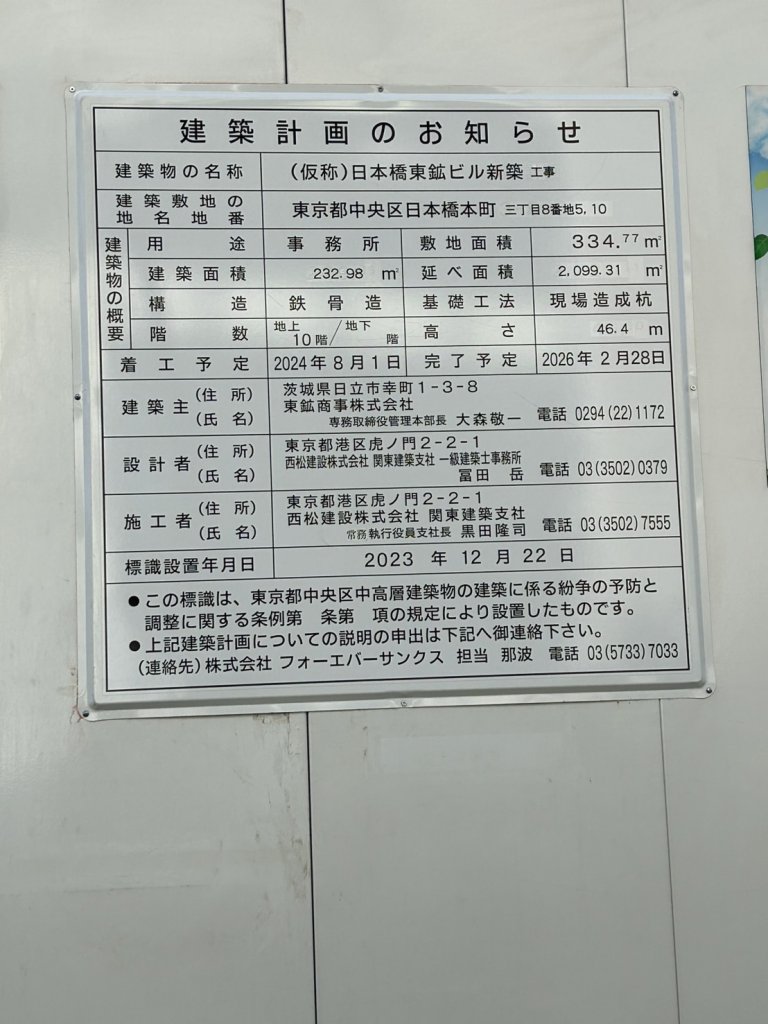 建築計画のお知らせ
建築物の名称 (仮称)日本橋東鉱ビル新築 工事
建築敷地の地名地番 東京都中央区日本橋本町 三丁目8番地5, 10
建築物の概要
用途 事務所 敷地面積 334.77 m²
建築面積 232.98 m² 延べ面積 2,099.31 m²
構造 鉄骨造 基礎工法 現場造成杭
階数 地上10階/地下 階 高さ 46.4 m
着工予定 2024年8月1日 完了予定 2026年2月28日
建築主 (住所) 茨城県日立市幸町1-3-8
(氏名) 東鉱商事株式会社
専務取締役管理本部長 大森敬一 電話 0294(22)1172
設計者 (住所) 東京都港区虎ノ門2-2-1
(氏名) 西松建設株式会社 関東建築支社 一級建築士事務所
冨田 岳 電話 03(3502)0379
施工者 (住所) 東京都港区虎ノ門2-2-1
(氏名) 西松建設株式会社 関東建築支社
常務執行役員支社長 黒田隆司 電話 03(3502)7555
標識設置年月日 2023年12月22日
●この標識は、東京都中央区中高層建築物の建築に係る紛争の予防と
調整に関する条例第 条第 項の規定により設置したものです。
●上記建築計画についての説明の申出は下記へ御連絡下さい。
(連絡先)株式会社 フォーエバーサンクス 担当 那波 電話 03(5733)7033